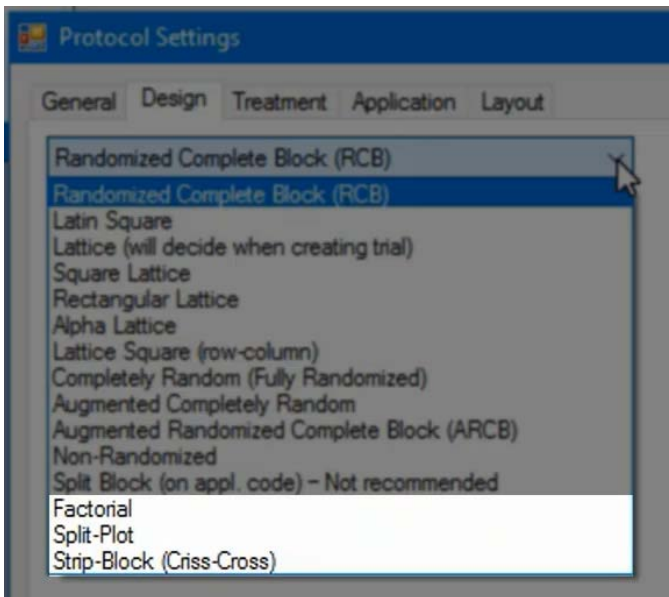 Protocol Settings
General Design Treatment Application Layout
Randomized Complete Block (RCB)
Randomized Complete Block (RCB)
Latin Square
Lattice (will decide when creating trial)
Square Lattice
Rectangular Lattice
Alpha Lattice
Lattice Square (row-column)
Completely Random (Fully Randomized)
Augmented Completely Random
Augmented Randomized Complete Block (ARCB)
Non-Randomized
Split Block (on appl. code) – Not recommended
Factorial
Split-Plot
Strip-Block (Criss-Cross)